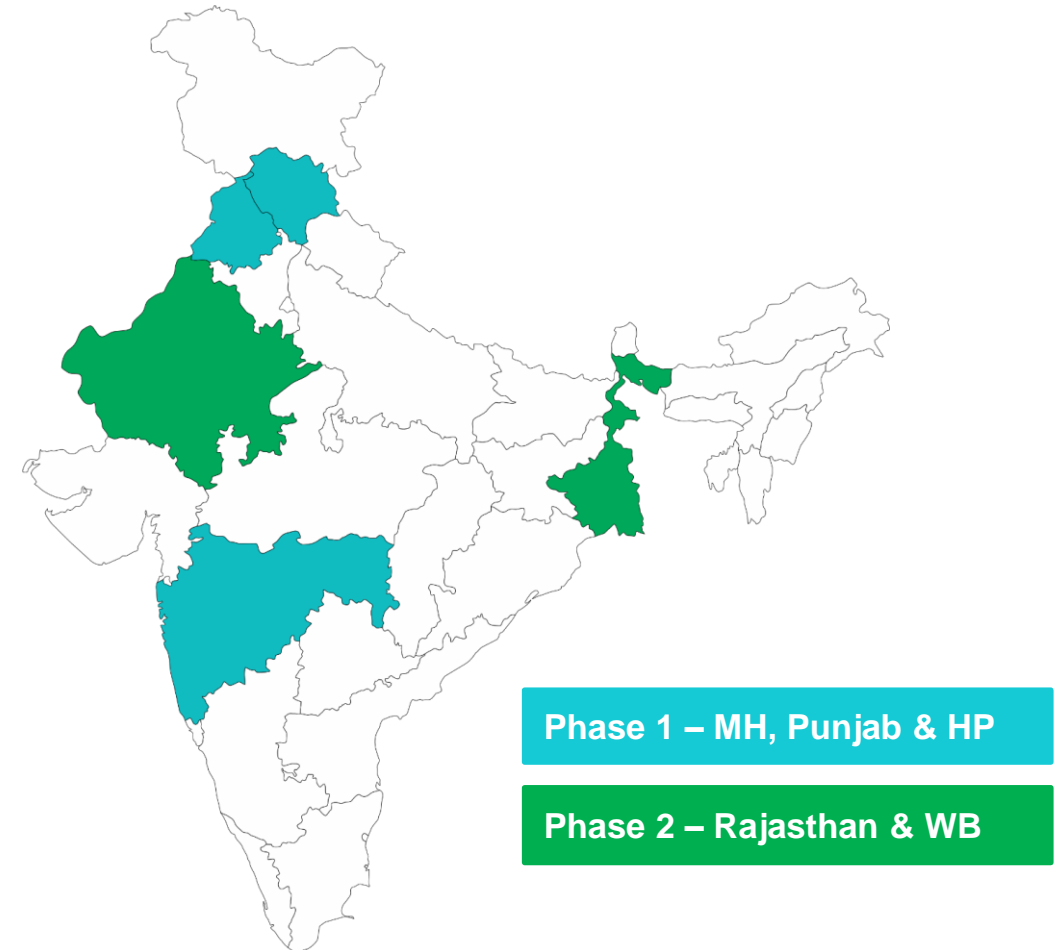 Phase 1 – MH, Punjab & HP
Phase 2 – Rajasthan & WB